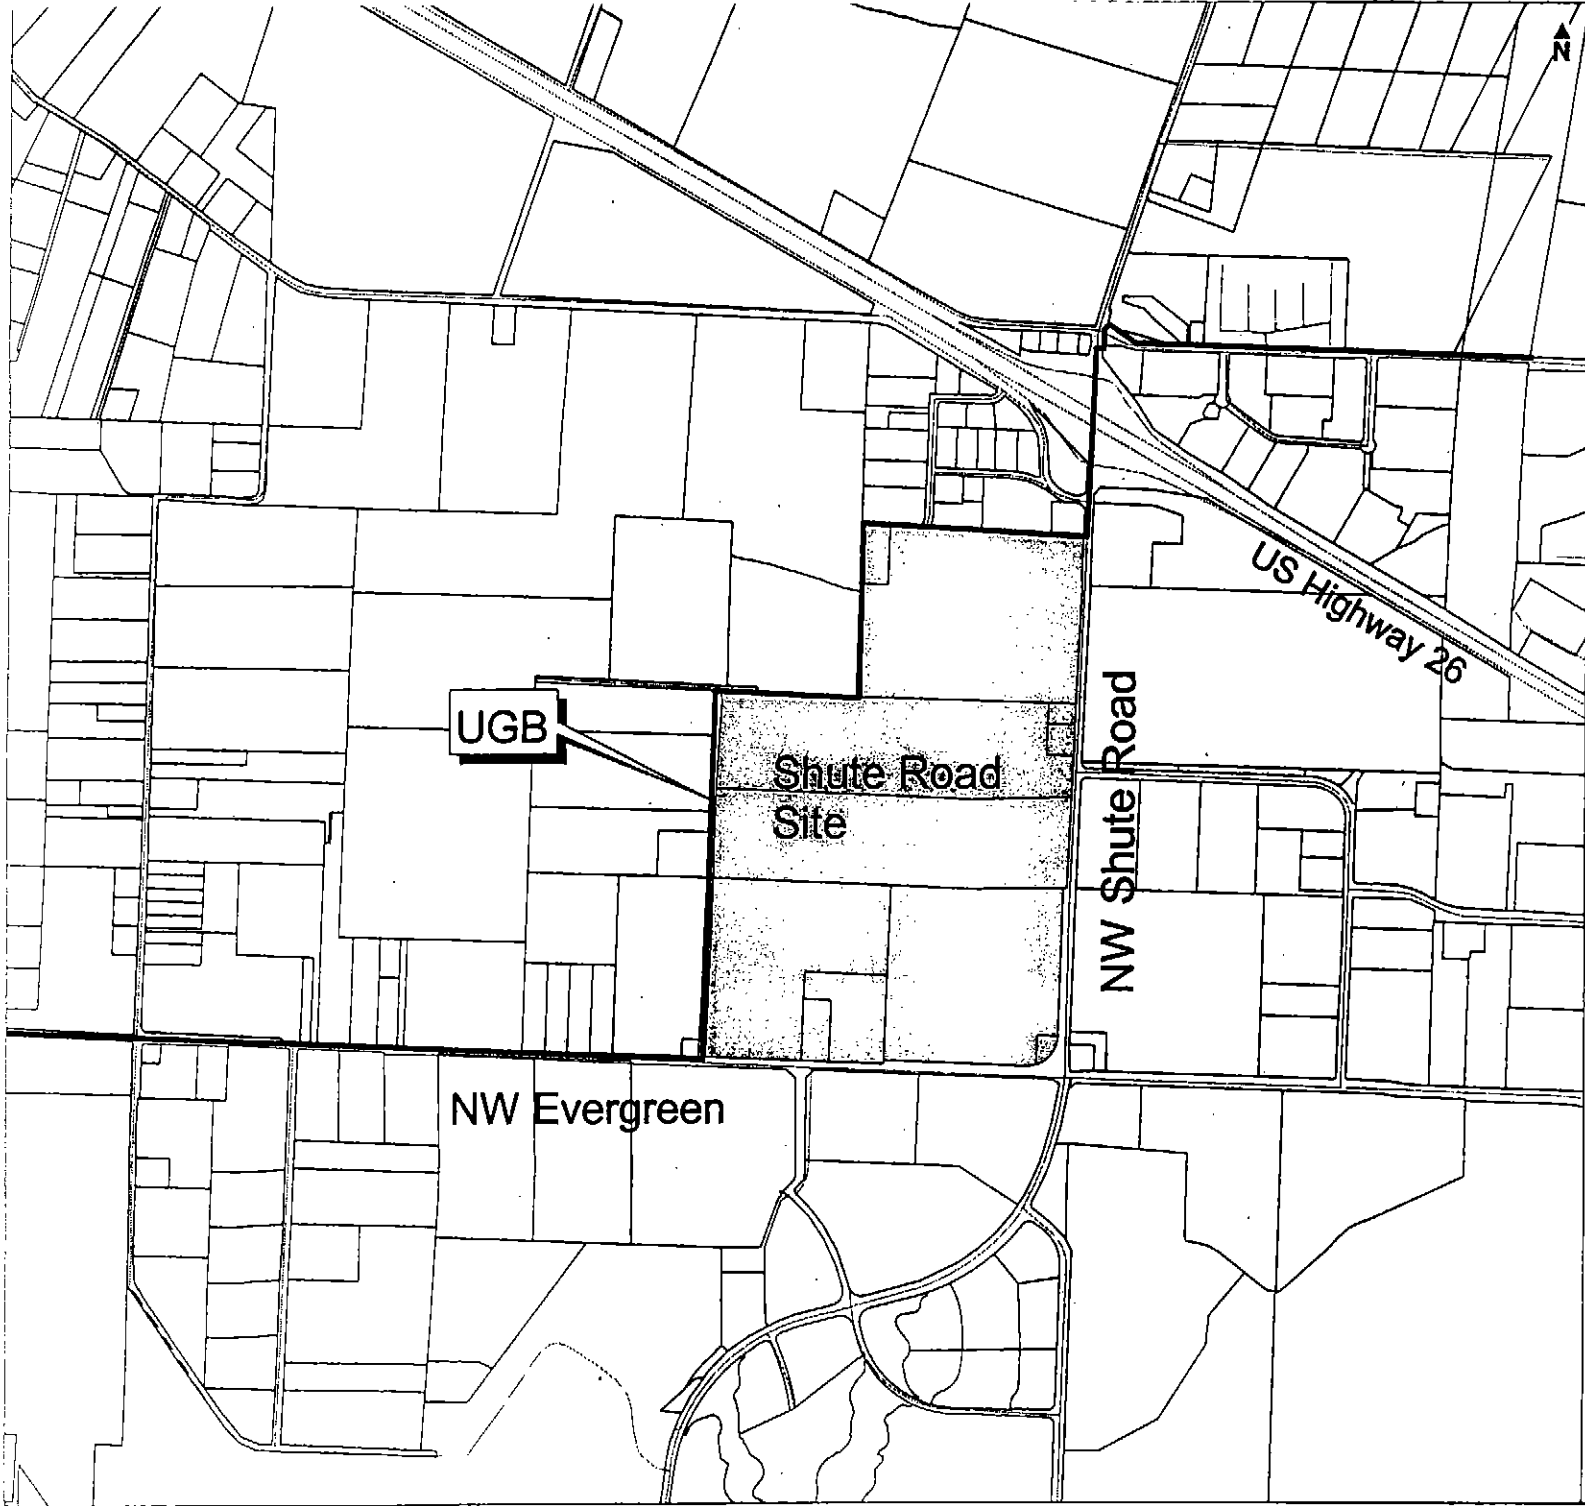 N
US Highway 26
UGB
Shute Road
Site
NW Shute Road
NW Evergreen